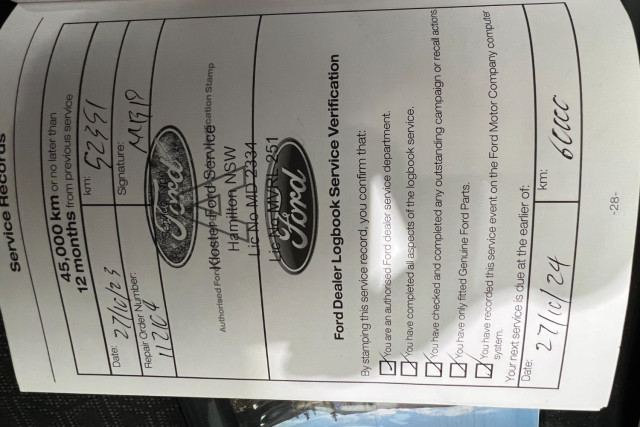 Service Records
45,000 km or no later than
12 months from previous service
Date: 27/10/23 km: 52351
Repair Order Number: Signature:
112164
Ford
Authorised Ford Service Location Stamp
Kloster Ford Service
Hamilton NSW
Lic No MD 2334
Lic No MVRL 251
Ford
Ford Dealer Logbook Service Verification
By stamping this service record, you confirm that:
You are an authorised Ford dealer service department.
You have completed all aspects of the logbook service.
You have checked and completed any outstanding campaign or recall actions
You have only fitted Genuine Ford Parts.
You have recorded this service event on the Ford Motor Company computer
system.
Your next service is due at the earlier of:
Date: 27/10/24 km: 60000
-28-